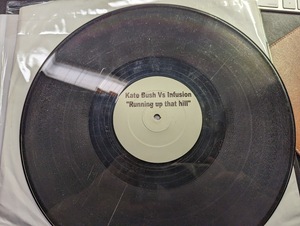 Kate Bush Vs Infusion
"Running up that hill"